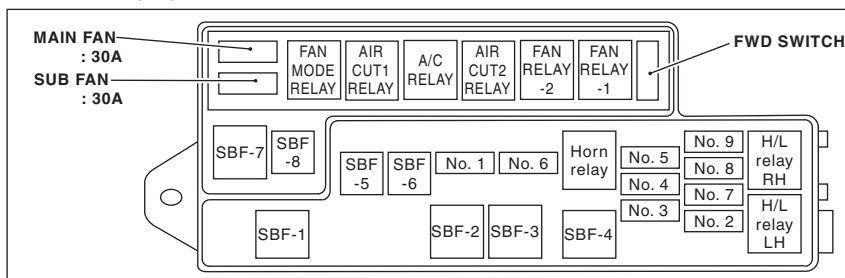 MAIN FAN
: 30A
SUB FAN
: 30A
FAN
MODE
RELAY
AIR
CUT1
RELAY
A/C
RELAY
AIR
CUT2
RELAY
FAN
RELAY
-2
FAN
RELAY
-1
FWD SWITCH
SBF-7
SBF
-8
SBF
-5
SBF
-6
No. 1
No. 6
Horn
relay
No. 5
No. 4
No. 3
No. 9
No. 8
No. 7
No. 2
H/L
relay
RH
H/L
relay
LH
SBF-1
SBF-2
SBF-3
SBF-4